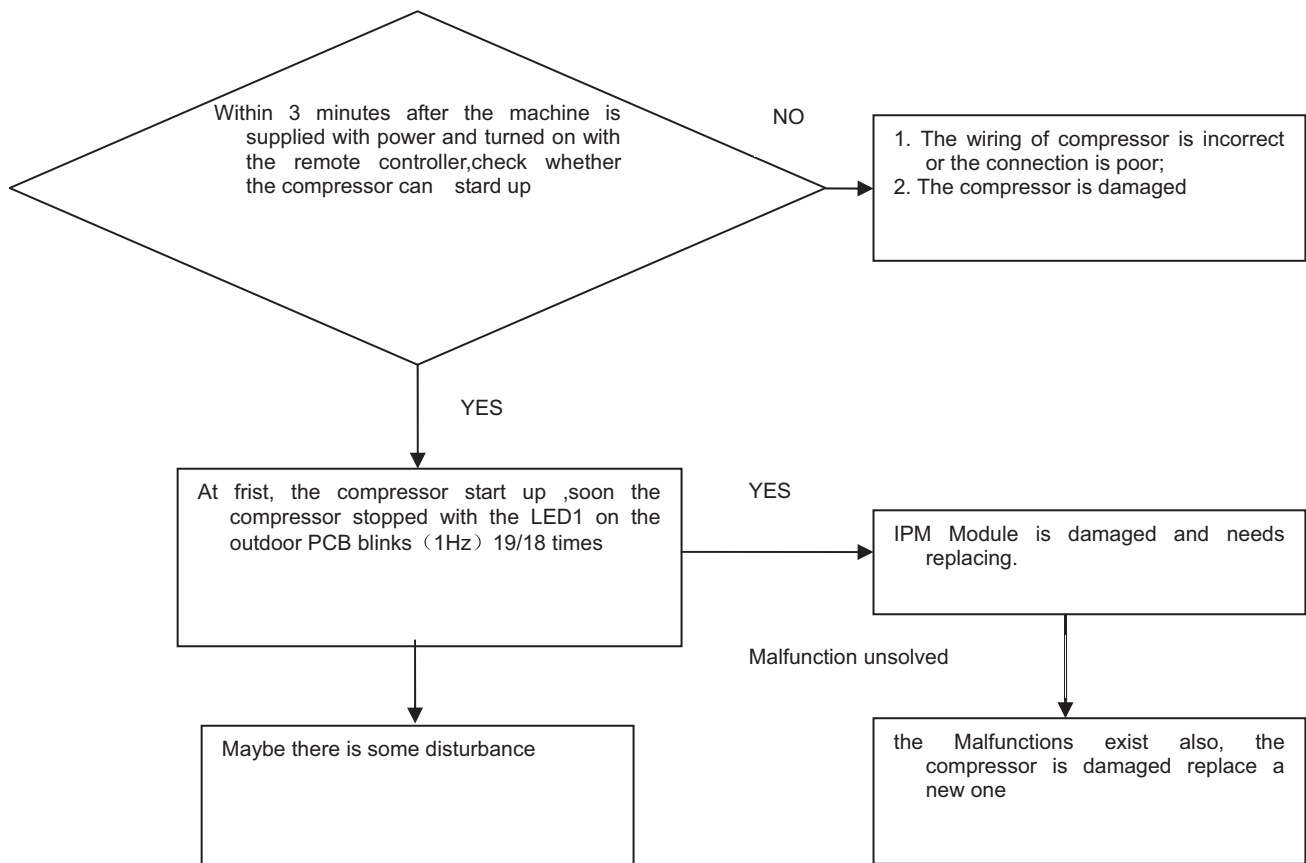 Within 3 minutes after the machine is
supplied with power and turned on with
the remote controller,check whether
the compressor can stard up
NO
1. The wiring of compressor is incorrect
or the connection is poor;
2. The compressor is damaged
YES
At frist, the compressor start up ,soon the
compressor stopped with the LED1 on the
outdoor PCB blinks（1Hz）19/18 times
YES
IPM Module is damaged and needs
replacing.
Malfunction unsolved
Maybe there is some disturbance
the Malfunctions exist also, the
compressor is damaged replace a
new one